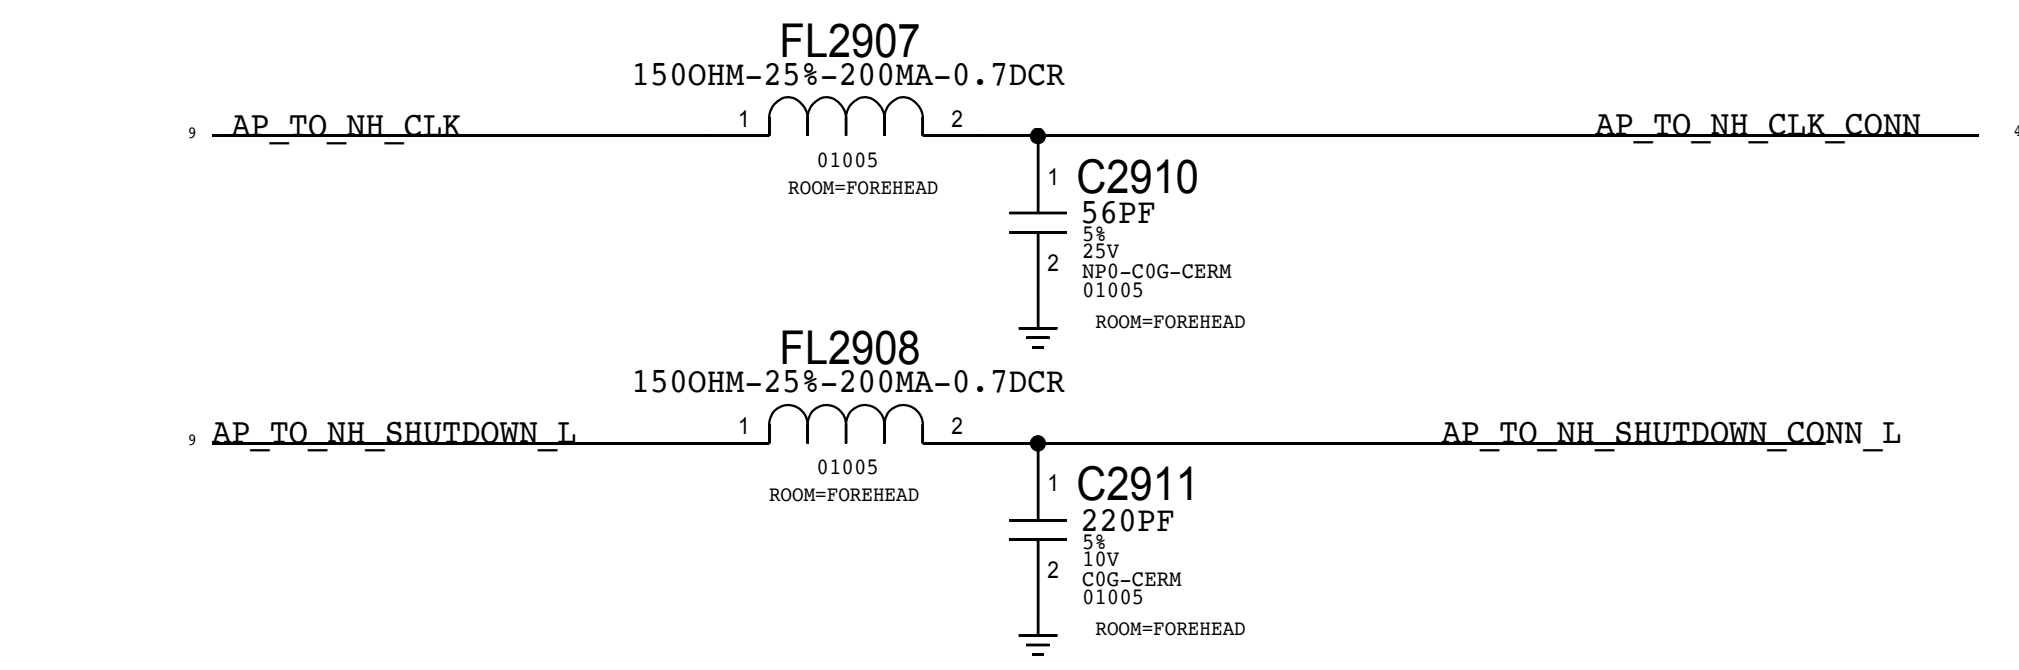 FL2907
150OHM-25%-200MA-0.7DCR
9 AP_TO_NH_CLK 1 2 AP_TO_NH_CLK_CONN
01005
ROOM=FOREHEAD
1 C2910
56PF
5%
25V
2 NP0-C0G-CERM
01005
ROOM=FOREHEAD
FL2908
150OHM-25%-200MA-0.7DCR
9 AP_TO_NH_SHUTDOWN_L 1 2 AP_TO_NH_SHUTDOWN_CONN_L
01005
ROOM=FOREHEAD
1 C2911
220PF
5%
10V
2 C0G-CERM
01005
ROOM=FOREHEAD